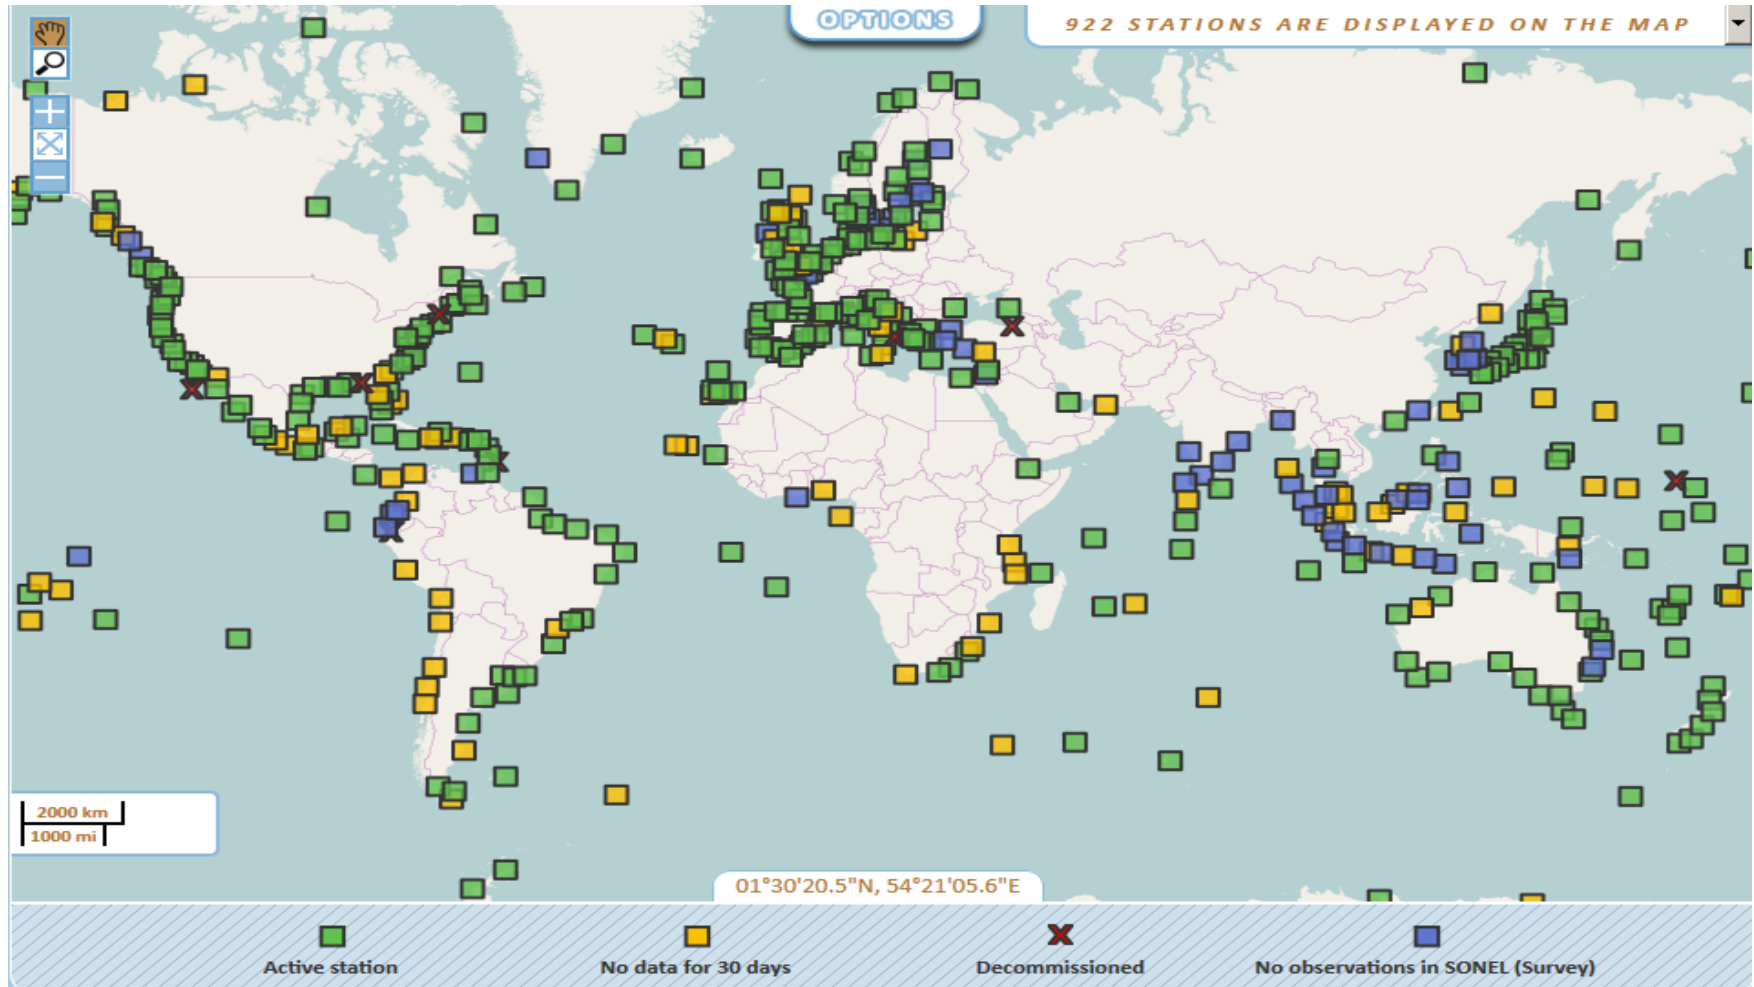 OPTIONS
922 STATIONS ARE DISPLAYED ON THE MAP
2000 km
1000 mi
01°30'20.5"N, 54°21'05.6"E
Active station
No data for 30 days
Decommissioned
No observations in SONEL (Survey)